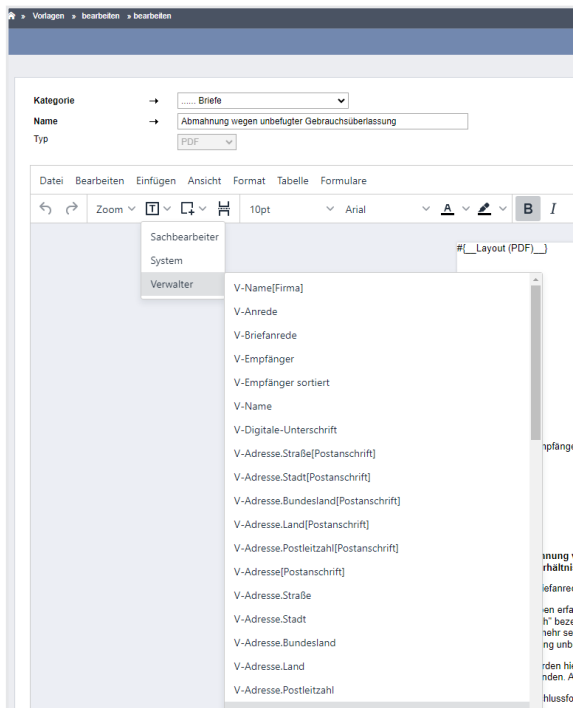 » Vorlagen » bearbeiten » bearbeiten
Kategorie → ...... Briefe
Name → Abmahnung wegen unbefugter Gebrauchsüberlassung
Typ PDF
Datei Bearbeiten Einfügen Ansicht Format Tabelle Formulare
Zoom T 10pt Arial A B I
Sachbearbeiter
System
Verwalter
#{__Layout (PDF)__}
V-Name[Firma]
V-Anrede
V-Briefanrede
V-Empfänger
V-Empfänger sortiert
V-Name
V-Digitale-Unterschrift
V-Adresse.Straße[Postanschrift]
V-Adresse.Stadt[Postanschrift]
V-Adresse.Bundesland[Postanschrift]
V-Adresse.Land[Postanschrift]
V-Adresse.Postleitzahl[Postanschrift]
V-Adresse[Postanschrift]
V-Adresse.Straße
V-Adresse.Stadt
V-Adresse.Bundesland
V-Adresse.Land
V-Adresse.Postleitzahl